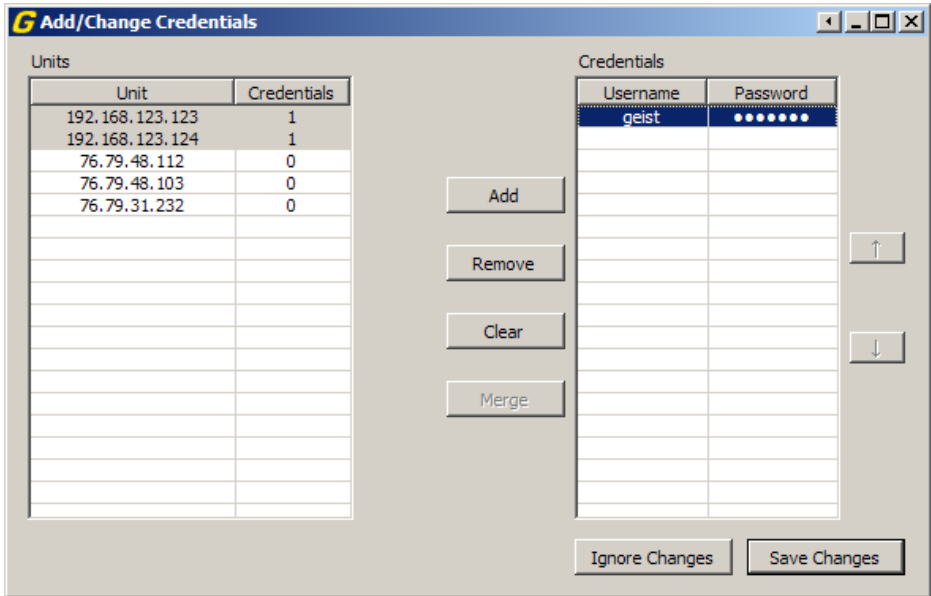 G Add/Change Credentials
Units
Unit Credentials
192.168.123.123 1
192.168.123.124 1
76.79.48.112 0
76.79.48.103 0
76.79.31.232 0
Add
Remove
Clear
Merge
Credentials
Username Password
geist ●●●●●●●
↑
↓
Ignore Changes Save Changes